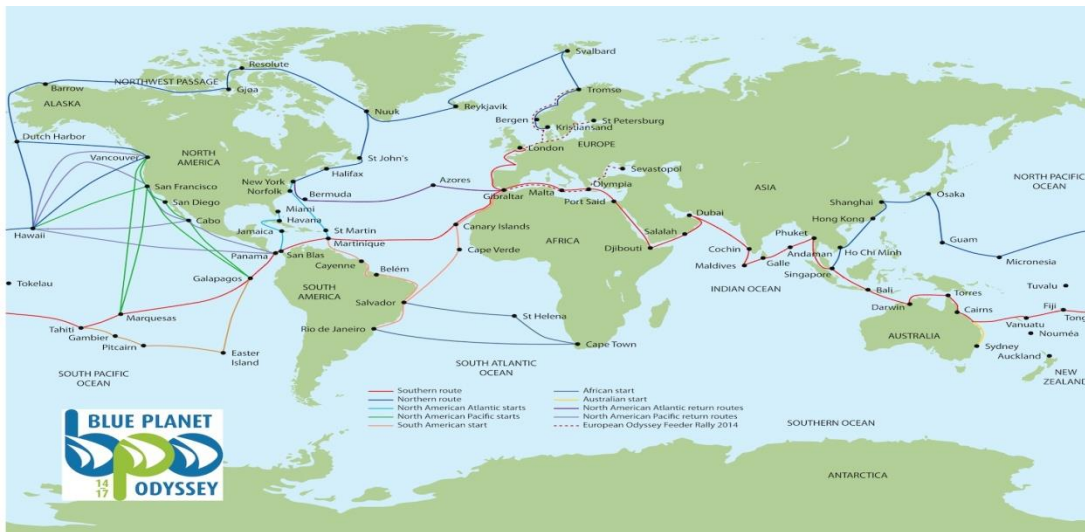 Svalbard
Resolute
NORTHWEST PASSAGE
Barrow
Gjøa
ALASKA
Nuuk
Reykjavik
Tromsø
Bergen
Kristiansand
St Petersburg
Dutch Harbor
London
EUROPE
NORTH
AMERICA
Vancouver
St John's
Halifax
Sevastopol
New York
Norfolk
Azores
Olympia
ASIA
NORTH PACIFIC
OCEAN
San Francisco
Bermuda
Gibraltar
Malta
Port Said
Shanghai
Osaka
San Diego
Miami
Havana
Cabo
Dubai
Hong Kong
Hawaii
Jamaica
St Martin
Martinique
Canary Islands
AFRICA
Salalah
Phuket
Guam
Panama
San Blas
Cape Verde
Djibouti
Cochin
Andaman
Ho Chi Minh
Micronesia
Cayenne
Belém
Maldives
Galle
Singapore
Galapagos
SOUTH
AMERICA
INDIAN OCEAN
Tokelau
Bali
Tuvalu
Salvador
Darwin
Torres
Marquesas
St Helena
Cairns
Fiji
Tong
Tahiti
Gambier
Rio de Janeiro
Vanuatu
Nouméa
Pitcairn
Easter
Island
Cape Town
AUSTRALIA
Sydney
Auckland
SOUTH PACIFIC
OCEAN
SOUTH ATLANTIC
OCEAN
NEW
ZEALAND
Southern route
Northern route
North American Atlantic starts
North American Pacific starts
South American start
African start
Australian start
North American Atlantic return routes
North American Pacific return routes
European Odyssey Feeder Rally 2014
SOUTHERN OCEAN
ANTARCTICA
BLUE PLANET
bpo
14
17
ODYSSEY